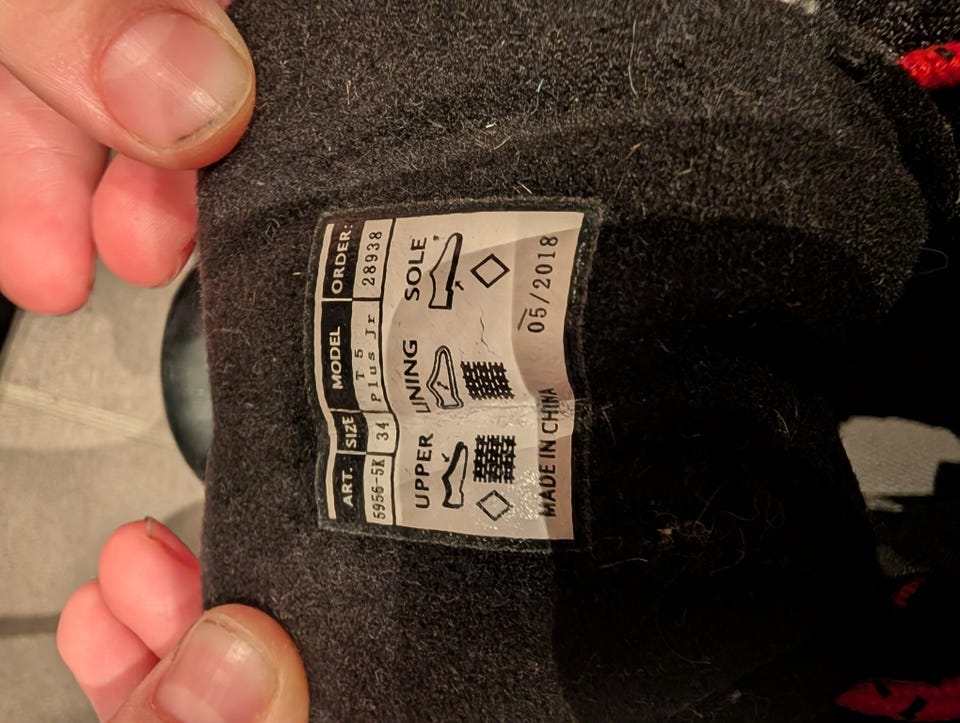 ART. SIZE MODEL ORDER:
5956-5K 34 T 5 Plus Jr 28938
UPPER LINING SOLE
MADE IN CHINA 05/2018